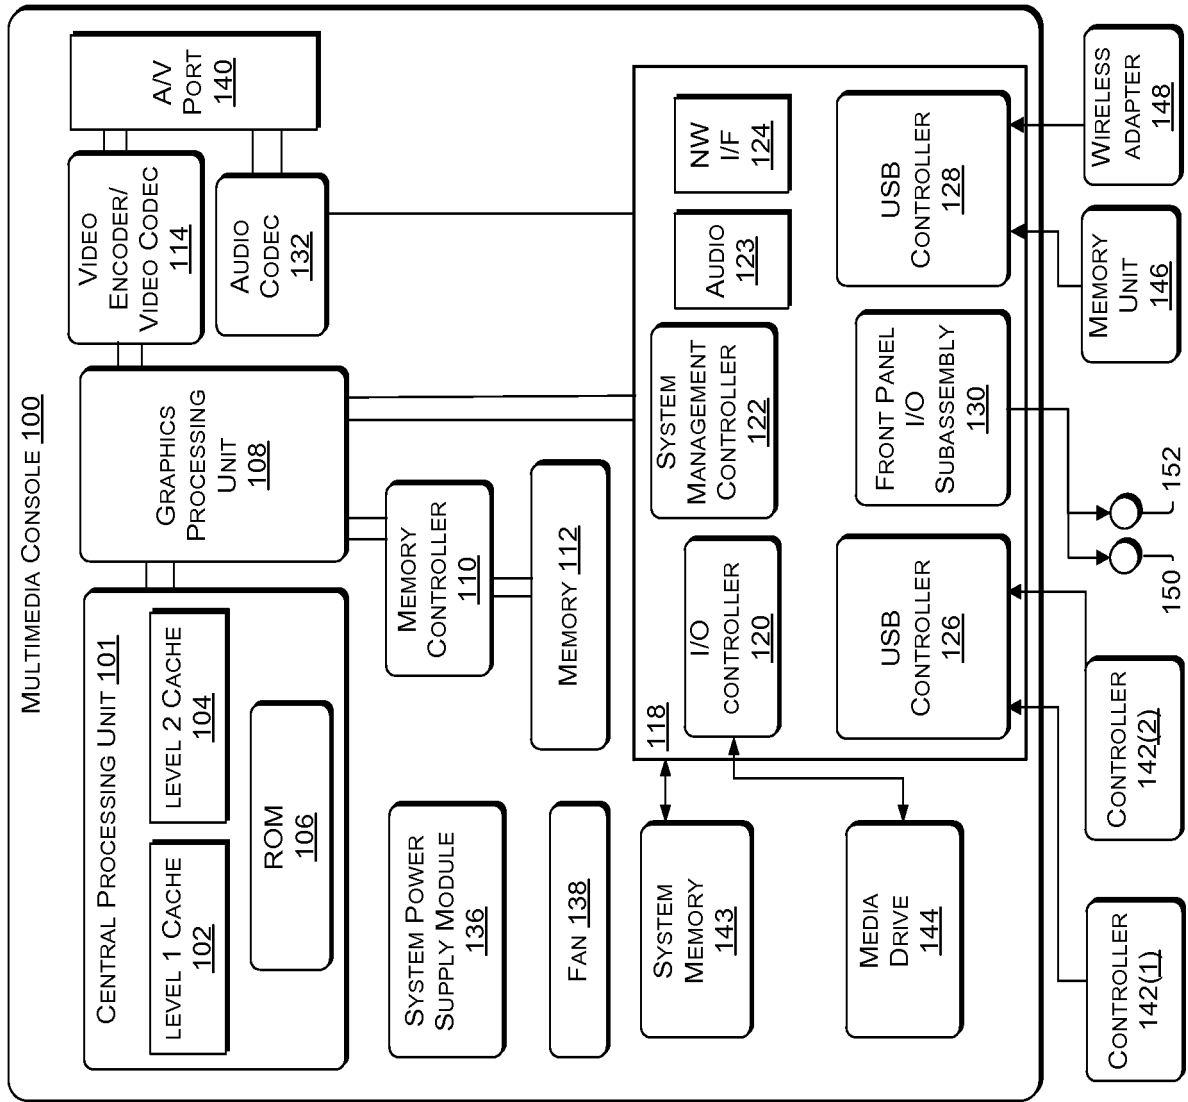 MULTIMEDIA CONSOLE 100
CENTRAL PROCESSING UNIT 101
LEVEL 1 CACHE
102
LEVEL 2 CACHE
104
ROM
106
GRAPHICS
PROCESSING
UNIT
108
VIDEO
ENCODER/
VIDEO CODEC
114
AUDIO
CODEC
132
A/V
PORT
140
SYSTEM POWER
SUPPLY MODULE
136
MEMORY
CONTROLLER
110
FAN 138
MEMORY 112
118
SYSTEM
MEMORY
143
I/O
CONTROLLER
120
SYSTEM
MANAGEMENT
CONTROLLER
122
AUDIO
123
NW
I/F
124
MEDIA
DRIVE
144
USB
CONTROLLER
126
FRONT PANEL
I/O
SUBASSEMBLY
130
USB
CONTROLLER
128
CONTROLLER
142(1)
CONTROLLER
142(2)
150
152
MEMORY
UNIT
146
WIRELESS
ADAPTER
148